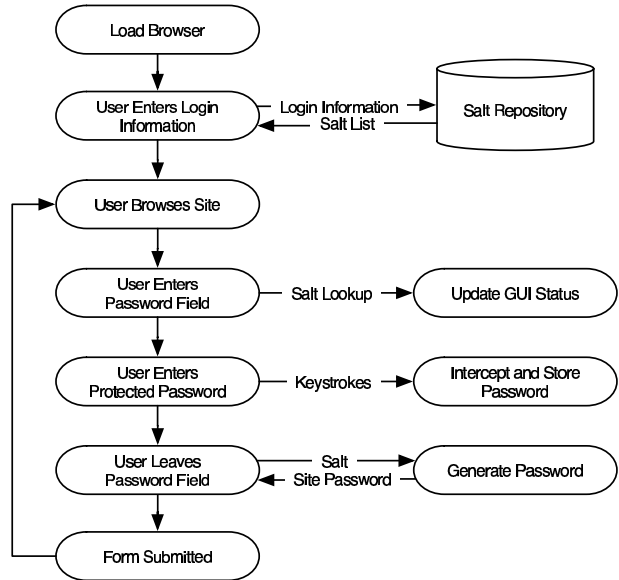 Load Browser
User Enters Login
Information
Login Information
Salt List
Salt Repository
User Browses Site
User Enters
Password Field
Salt Lookup
Update GUI Status
User Enters
Protected Password
Keystrokes
Intercept and Store
Password
User Leaves
Password Field
Salt
Site Password
Generate Password
Form Submitted